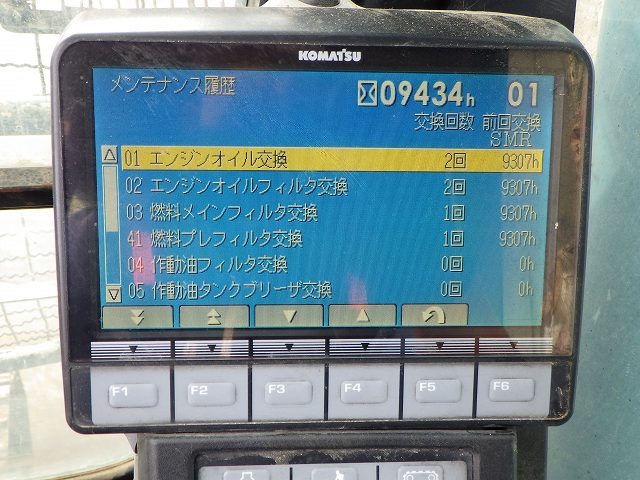 KOMATSU
メンテナンス履歴 09434h 01
交換回数 前回交換
SMR
01 エンジンオイル交換 2回 9307h
02 エンジンオイルフィルタ交換 2回 9307h
03 燃料メインフィルタ交換 1回 9307h
41 燃料プレフィルタ交換 1回 9307h
04 作動油フィルタ交換 0回 0h
05 作動油タンクブリーザ交換 0回 0h
F1 F2 F3 F4 F5 F6